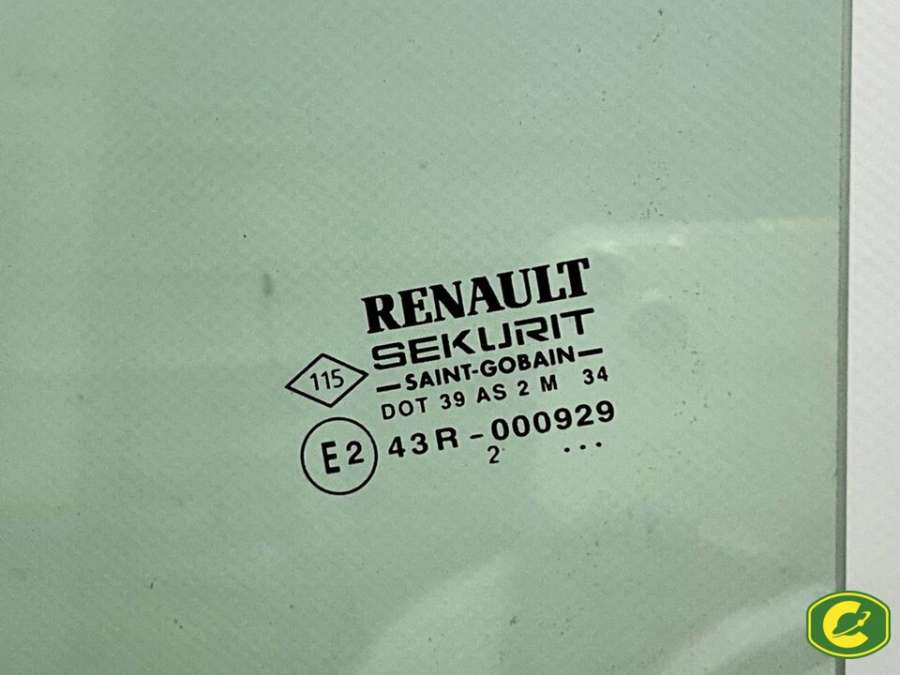 RENAULT
SEKURIT
SAINT-GOBAIN
115
DOT 39 AS 2 M 34
E2
43R-000929
2 ...
C